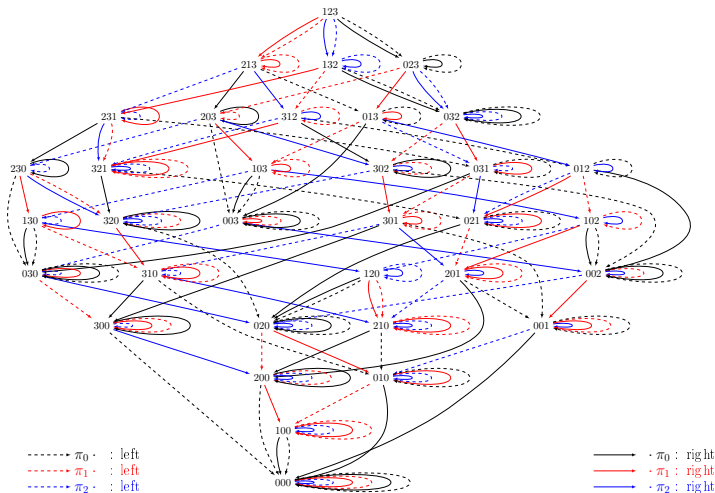 123
213 132 023
231 203 312 013 032
230 321 103 302 031 012
130 320 003 301 021 102
030 310 120 201 002
300 020 210 001
200 010
100
π0 · : left · π0 : right
π1 · : left · π1 : right
000
π2 · : left · π2 : right